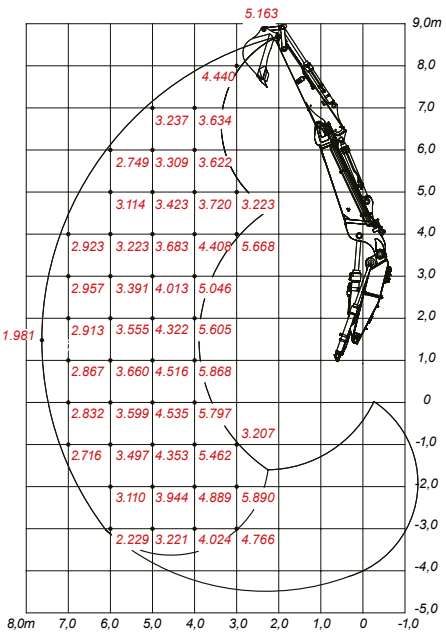 5.163
9,0m
4.440
3.237 3.634
7,0
2.749 3.309 3.622
6,0
3.114 3.423 3.720 3.223
5,0
2.923 3.223 3.683 4.408 5.668
4,0
2.957 3.391 4.013 5.046
3,0
2.913 3.555 4.322 5.605
2,0
1.981
2.867 3.660 4.516 5.868
1,0
2.832 3.599 4.535 5.797
0
3.207
2.716 3.497 4.353 5.462
-1,0
3.110 3.944 4.889 5.890
-2,0
2.229 3.221 4.024 4.766
-3,0
-4,0
-5,0
8,0m 7,0 6,0 5,0 4,0 3,0 2,0 1,0 0 -1,0